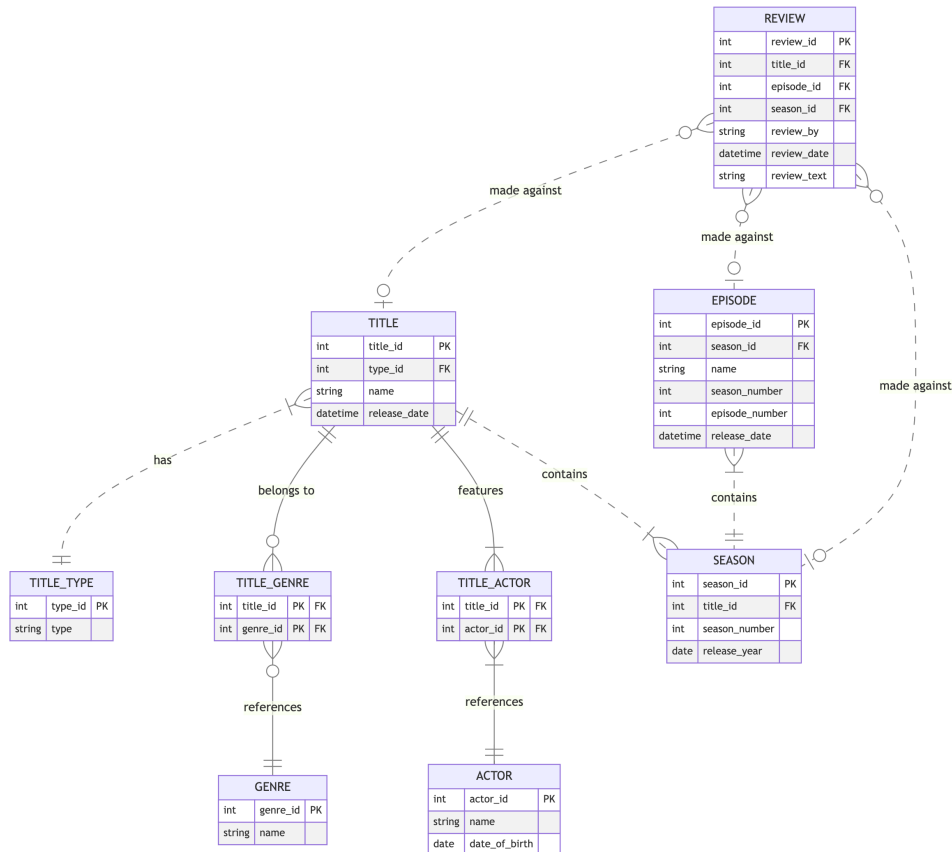 REVIEW
int review_id PK
int title_id FK
int episode_id FK
int season_id FK
string review_by
datetime review_date
string review_text
made against
made against
made against
EPISODE
int episode_id PK
int season_id FK
string name
int season_number
int episode_number
datetime release_date
TITLE
int title_id PK
int type_id FK
string name
datetime release_date
has
belongs to
features
contains
contains
TITLE_TYPE
int type_id PK
string type
TITLE_GENRE
int title_id PK FK
int genre_id PK FK
TITLE_ACTOR
int title_id PK FK
int actor_id PK FK
SEASON
int season_id PK
int title_id FK
int season_number
date release_year
references
references
GENRE
int genre_id PK
string name
ACTOR
int actor_id PK
string name
date date_of_birth